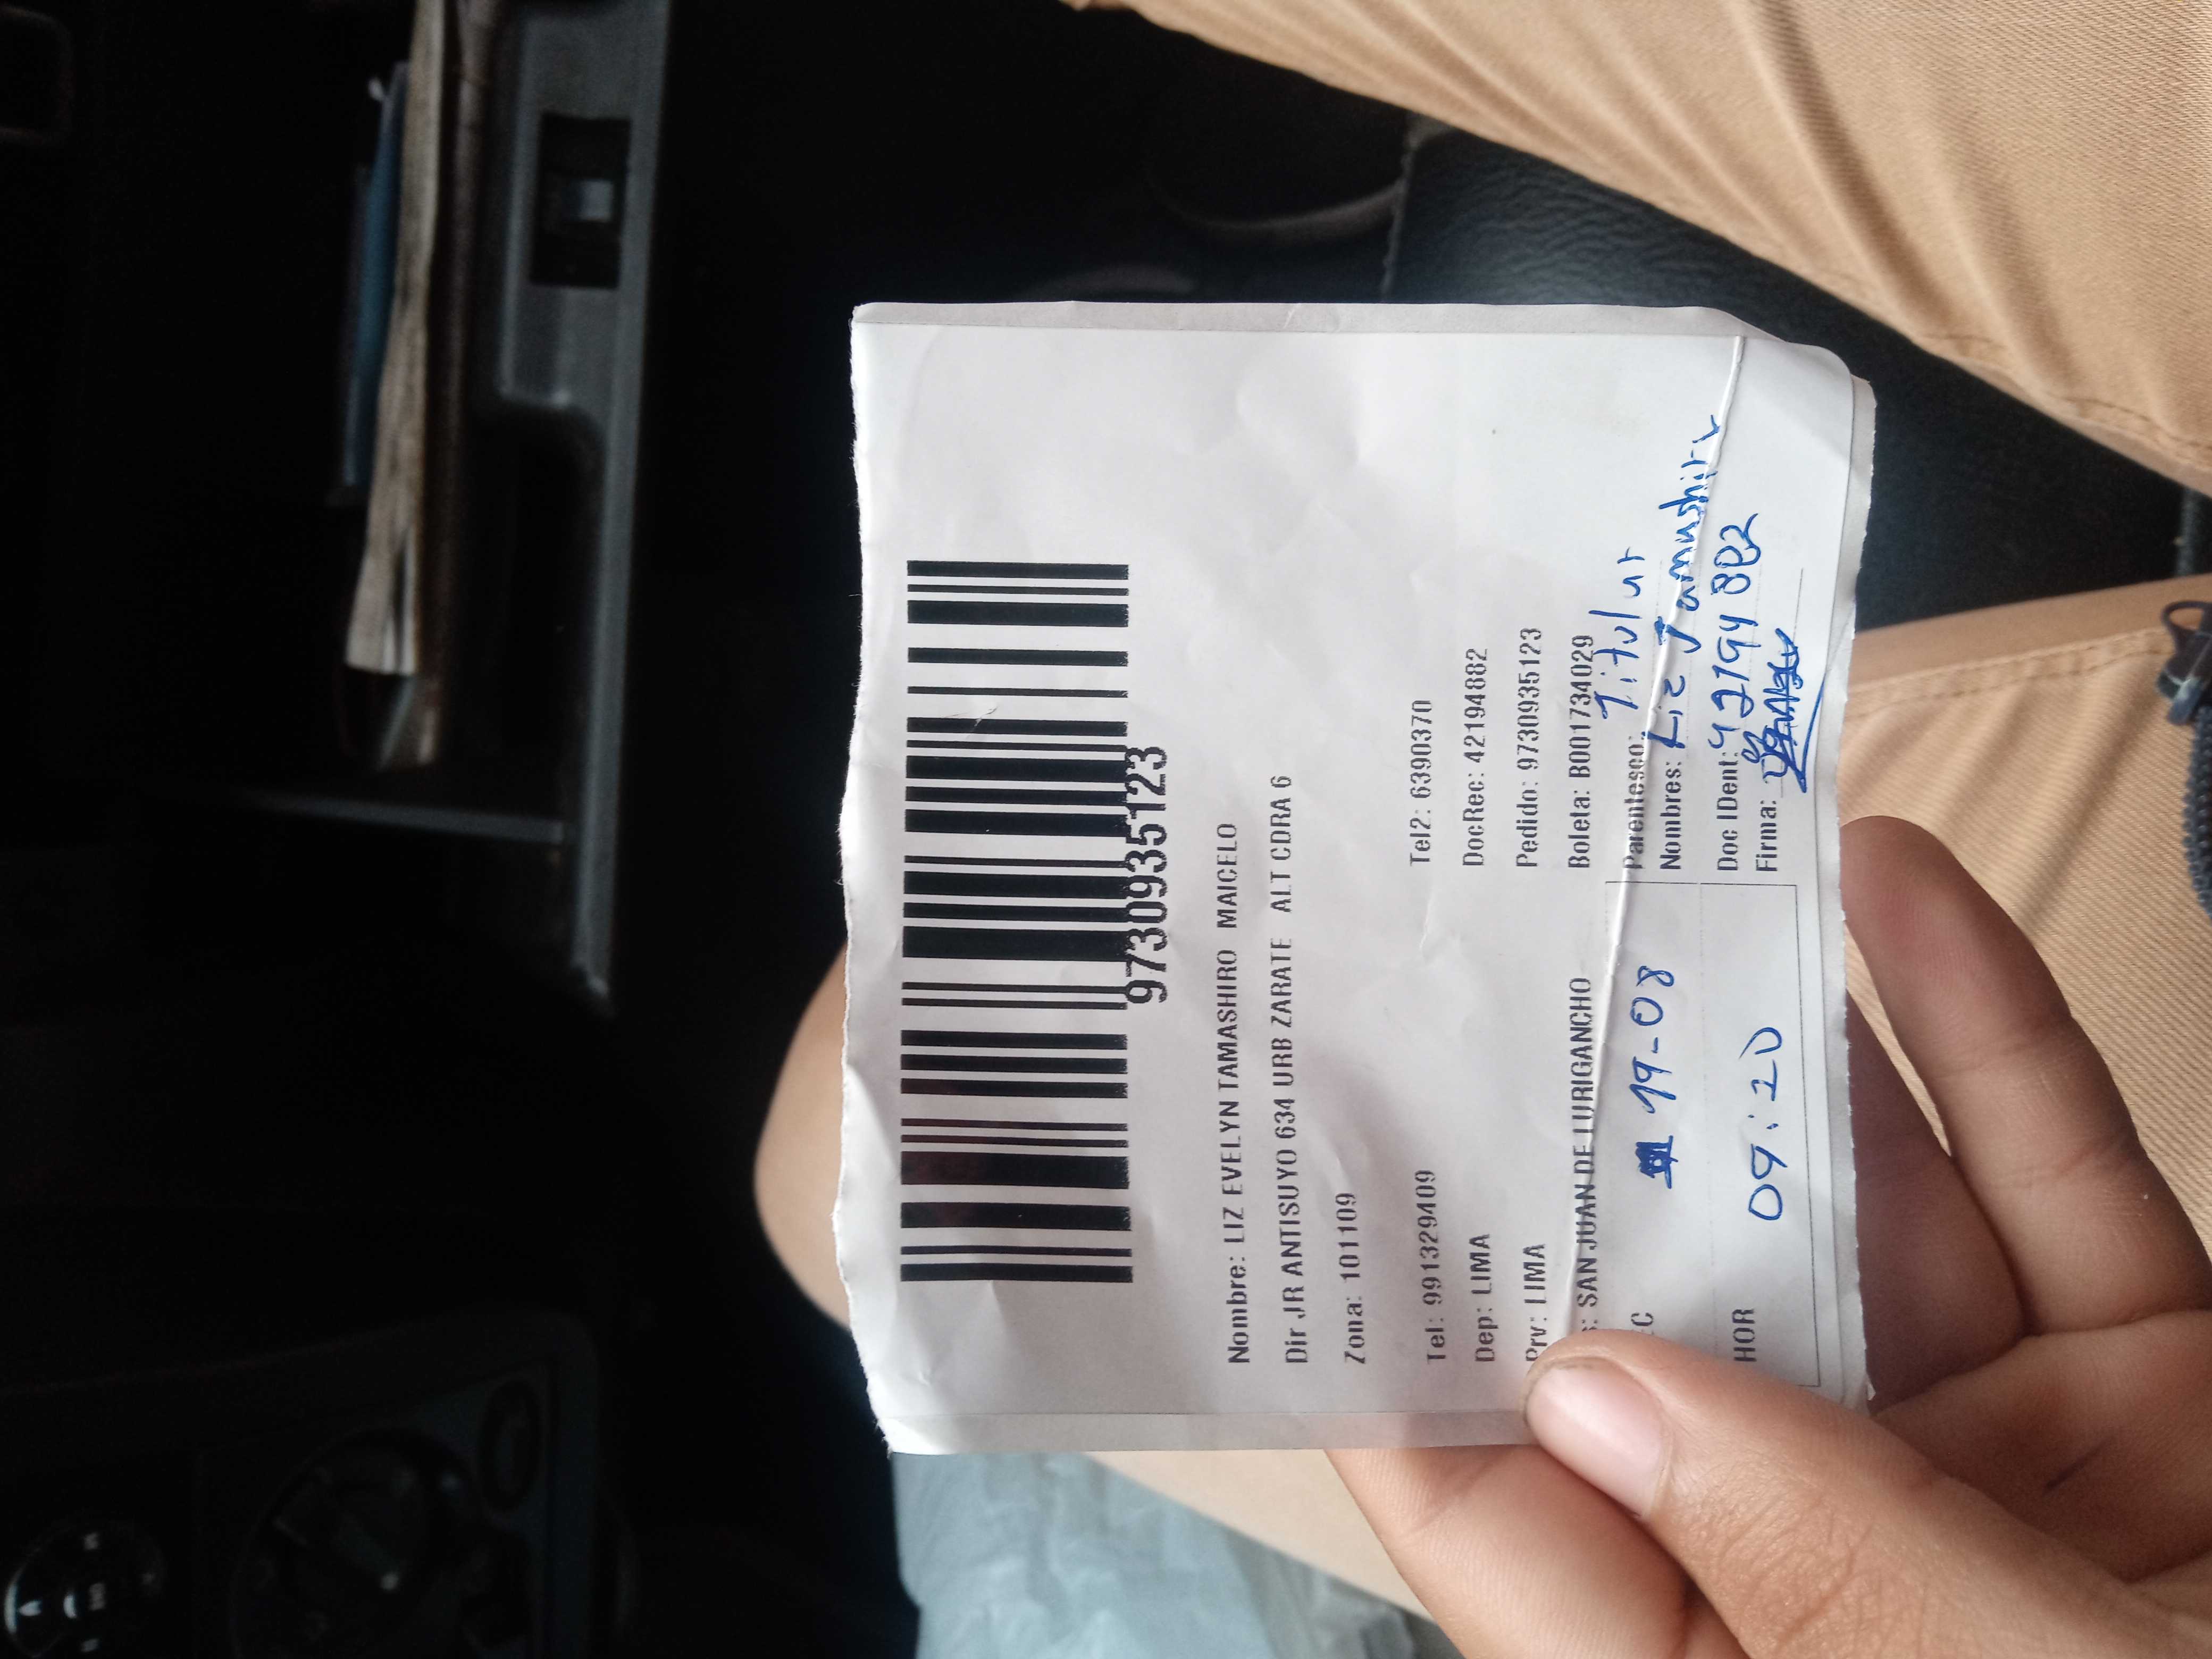 973093512​3
Nombre: LIZ EVELYN TAMASHIRO MAICELO
Dir JR ANTISUYO 634 URB ZARATE ALT CDRA 6
Zona: 101109
Tel: 991329409 Tel2: 6390370
Dep: LIMA DocRec: 42194882
Prv: LIMA Pedido: 9730935123
SAN JUAN DE LURIGANCHO Boleta: B001734029
19-08 Parentesco: Titular
Nombres: Liz Tamashiro
HOR 09:20 Doc IDent: 42194882
Firma: